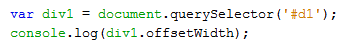 var div1 = document.querySelector('#d1');
console.log(div1.offsetWidth);